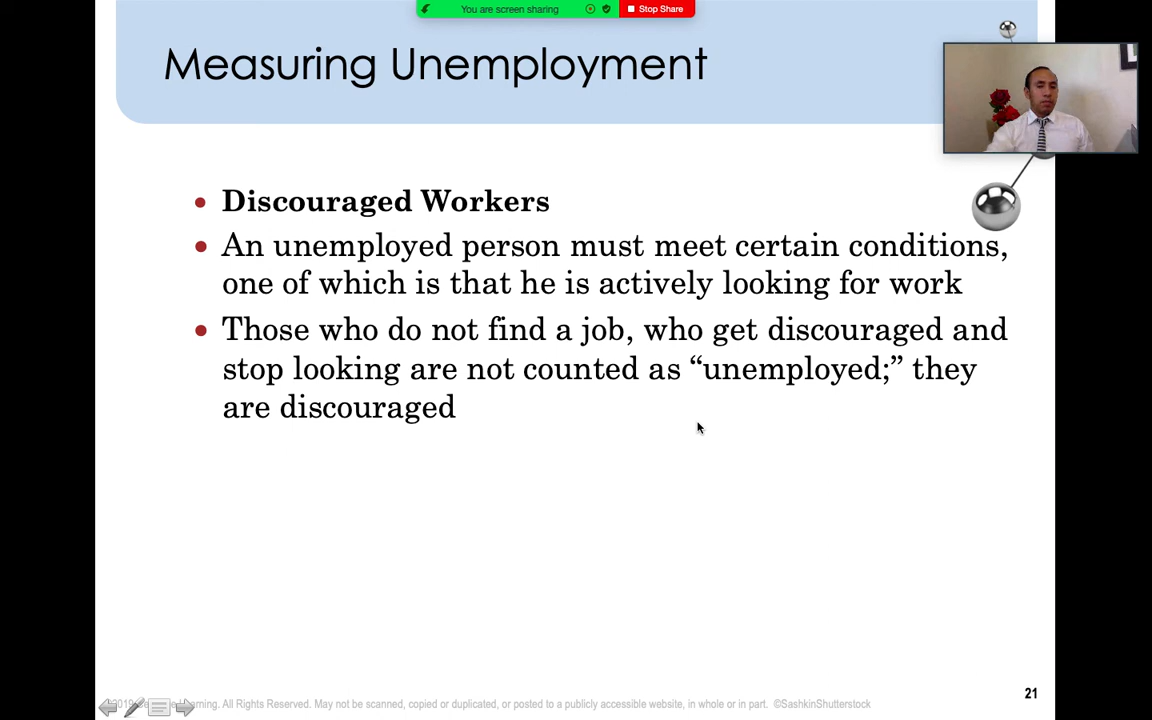 You are screen sharing
Stop Share
Measuring Unemployment
Discouraged Workers
An unemployed person must meet certain conditions,
one of which is that he is actively looking for work
Those who do not find a job, who get discouraged and
stop looking are not counted as “unemployed;” they
are discouraged
21
All Rights Reserved. May not be scanned, copied or duplicated, or posted to a publicly accessible website, in whole or in part. ©SashkinShutterstock